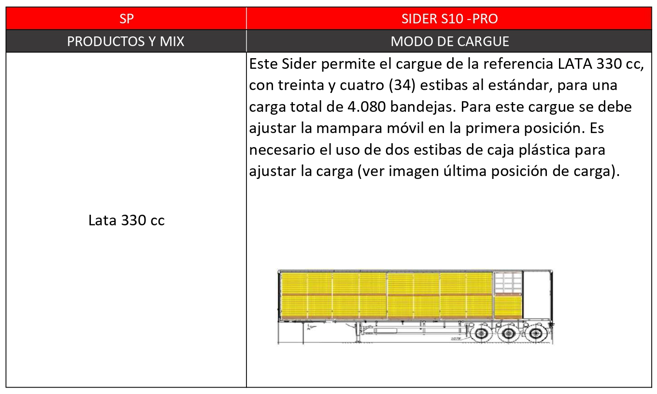 SP
SIDER S10 -PRO
PRODUCTOS Y MIX
MODO DE CARGUE
Este Sider permite el cargue de la referencia LATA 330 cc,
con treinta y cuatro (34) estibas al estándar, para una
carga total de 4.080 bandejas. Para este cargue se debe
ajustar la mampara móvil en la primera posición. Es
necesario el uso de dos estibas de caja plástica para
ajustar la carga (ver imagen última posición de carga).
Lata 330 cc